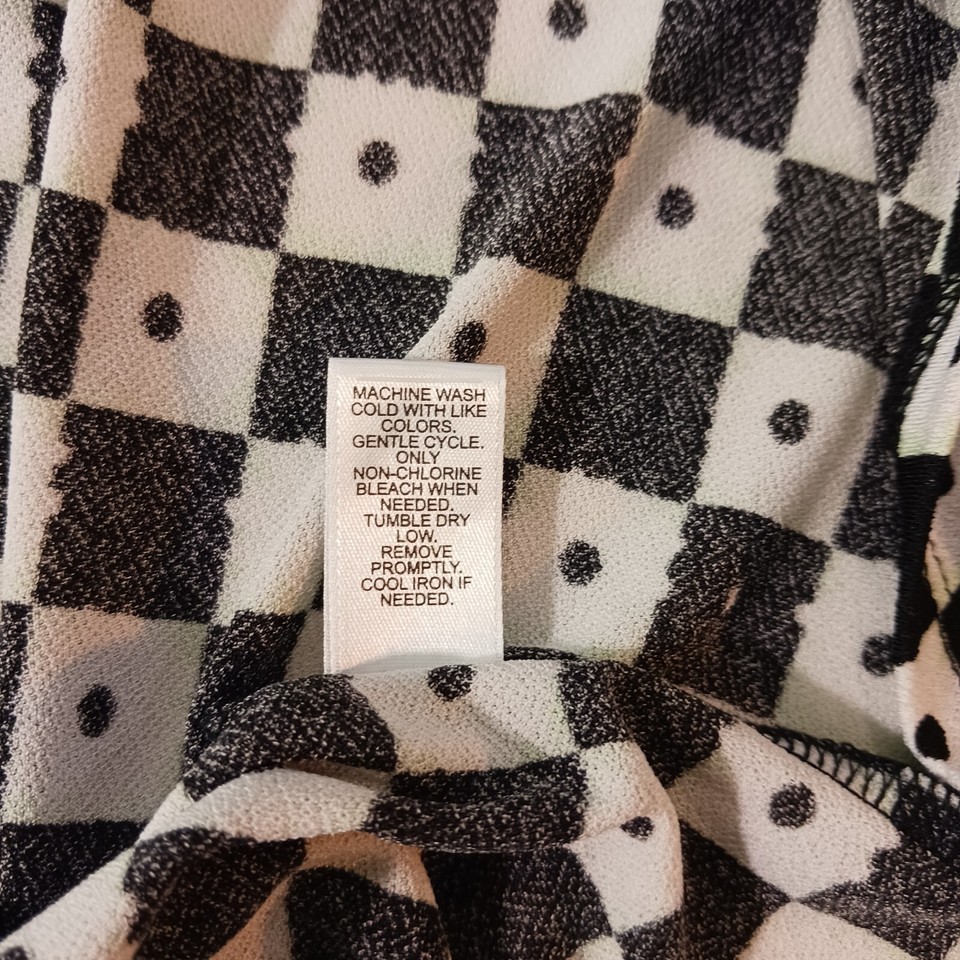 MACHINE WASH
COLD WITH LIKE
COLORS.
GENTLE CYCLE.
ONLY
NON-CHLORINE
BLEACH WHEN
NEEDED.
TUMBLE DRY
LOW.
REMOVE
PROMPTLY.
COOL IRON IF
NEEDED.